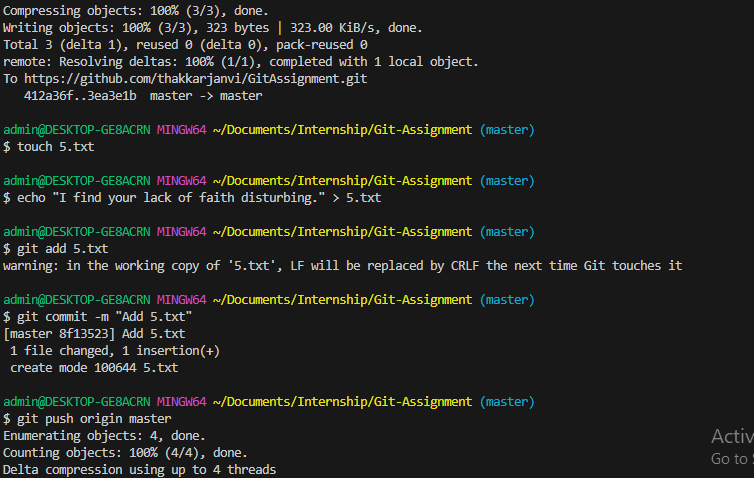 Compressing objects: 100% (3/3), done.
Writing objects: 100% (3/3), 323 bytes | 323.00 KiB/s, done.
Total 3 (delta 1), reused 0 (delta 0), pack-reused 0
remote: Resolving deltas: 100% (1/1), completed with 1 local object.
To https://github.com/thakkarjanvi/GitAssignment.git
   412a36f..3ea3e1b  master -> master

admin@DESKTOP-GE8ACRN MINGW64 ~/Documents/Internship/Git-Assignment (master)
$ touch 5.txt

admin@DESKTOP-GE8ACRN MINGW64 ~/Documents/Internship/Git-Assignment (master)
$ echo "I find your lack of faith disturbing." > 5.txt

admin@DESKTOP-GE8ACRN MINGW64 ~/Documents/Internship/Git-Assignment (master)
$ git add 5.txt
warning: in the working copy of '5.txt', LF will be replaced by CRLF the next time Git touches it

admin@DESKTOP-GE8ACRN MINGW64 ~/Documents/Internship/Git-Assignment (master)
$ git commit -m "Add 5.txt"
[master 8f13523] Add 5.txt
 1 file changed, 1 insertion(+)
 create mode 100644 5.txt

admin@DESKTOP-GE8ACRN MINGW64 ~/Documents/Internship/Git-Assignment (master)
$ git push origin master
Enumerating objects: 4, done.
Counting objects: 100% (4/4), done.
Delta compression using up to 4 threads
Activ
Go to S